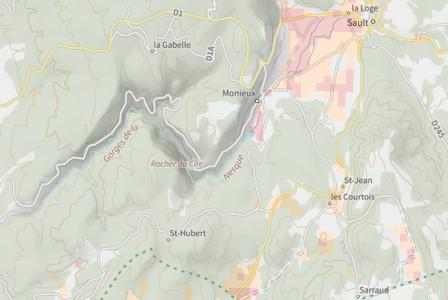 la Loge
D1
Sault
la Gabelle
D1A
Monieux
D245
Gorges de la
Rocher du Cire
Nesque
St-Jean
les Courtois
St-Hubert
Sarraud